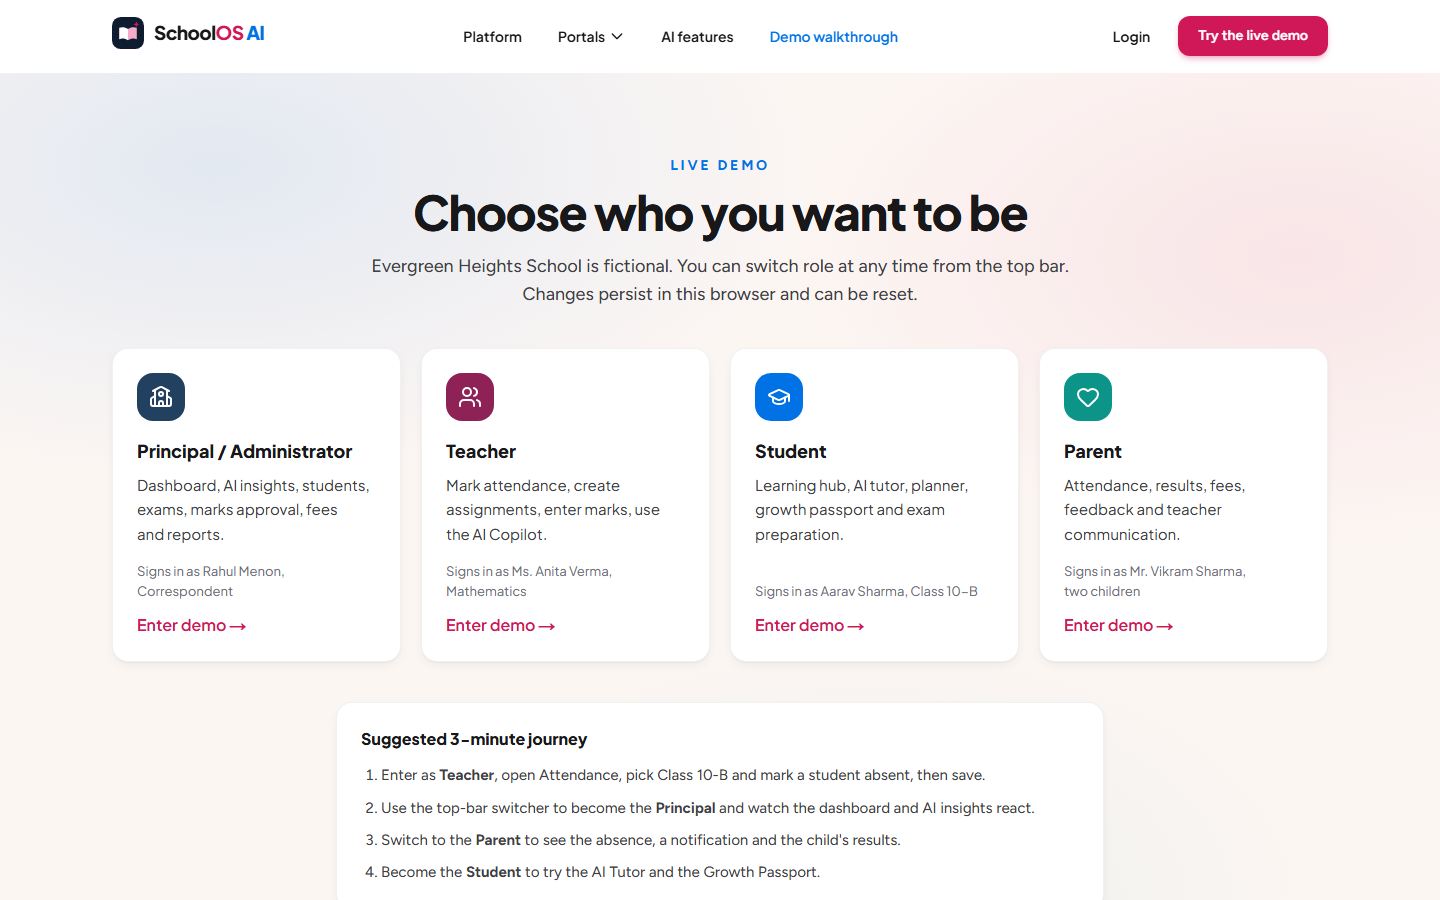 SchoolOS AI
Platform
Portals
AI features
Demo walkthrough
Login
Try the live demo
LIVE DEMO
Choose who you want to be
Evergreen Heights School is fictional. You can switch role at any time from the top bar.
Changes persist in this browser and can be reset.
Principal / Administrator
Dashboard, AI insights, students,
exams, marks approval, fees
and reports.
Signs in as Rahul Menon,
Correspondent
Enter demo →
Teacher
Mark attendance, create
assignments, enter marks, use
the AI Copilot.
Signs in as Ms. Anita Verma,
Mathematics
Enter demo →
Student
Learning hub, AI tutor, planner,
growth passport and exam
preparation.
Signs in as Aarav Sharma, Class 10-B
Enter demo →
Parent
Attendance, results, fees,
feedback and teacher
communication.
Signs in as Mr. Vikram Sharma,
two children
Enter demo →
Suggested 3-minute journey
1. Enter as Teacher, open Attendance, pick Class 10-B and mark a student absent, then save.
2. Use the top-bar switcher to become the Principal and watch the dashboard and AI insights react.
3. Switch to the Parent to see the absence, a notification and the child's results.
4. Become the Student to try the AI Tutor and the Growth Passport.